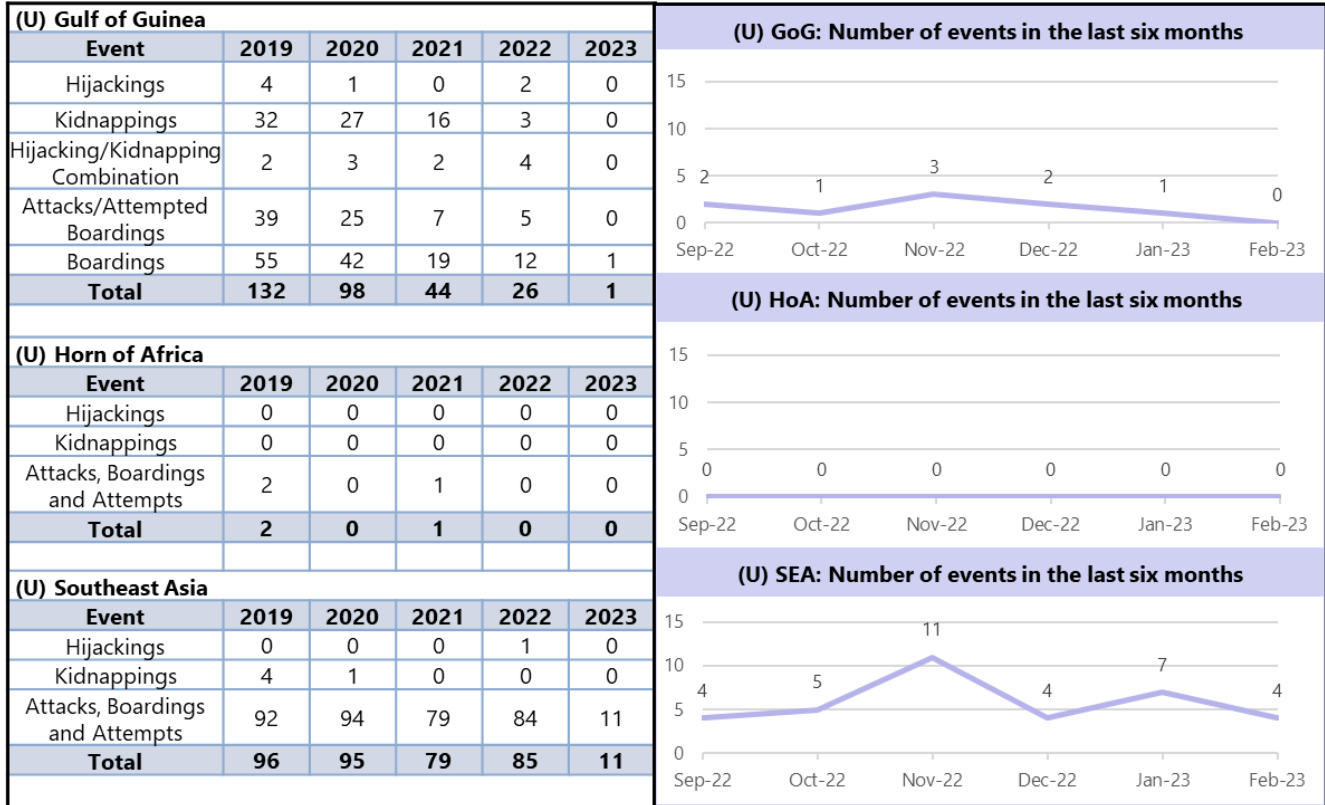 (U) Gulf of Guinea
Event 2019 2020 2021 2022 2023
Hijackings 4 1 0 2 0
Kidnappings 32 27 16 3 0
Hijacking/Kidnapping
Combination 2 3 2 4 0
Attacks/Attempted
Boardings 39 25 7 5 0
Boardings 55 42 19 12 1
Total 132 98 44 26 1
(U) Horn of Africa
Event 2019 2020 2021 2022 2023
Hijackings 0 0 0 0 0
Kidnappings 0 0 0 0 0
Attacks, Boardings
and Attempts 2 0 1 0 0
Total 2 0 1 0 0
(U) Southeast Asia
Event 2019 2020 2021 2022 2023
Hijackings 0 0 0 1 0
Kidnappings 4 1 0 0 0
Attacks, Boardings
and Attempts 92 94 79 84 11
Total 96 95 79 85 11
(U) GoG: Number of events in the last six months
15
10
5
0
2 1 3 2 1 0
Sep-22 Oct-22 Nov-22 Dec-22 Jan-23 Feb-23
(U) HoA: Number of events in the last six months
15
10
5
0
0 0 0 0 0 0
Sep-22 Oct-22 Nov-22 Dec-22 Jan-23 Feb-23
(U) SEA: Number of events in the last six months
15
10
5
0
4 5 11 4 7 4
Sep-22 Oct-22 Nov-22 Dec-22 Jan-23 Feb-23